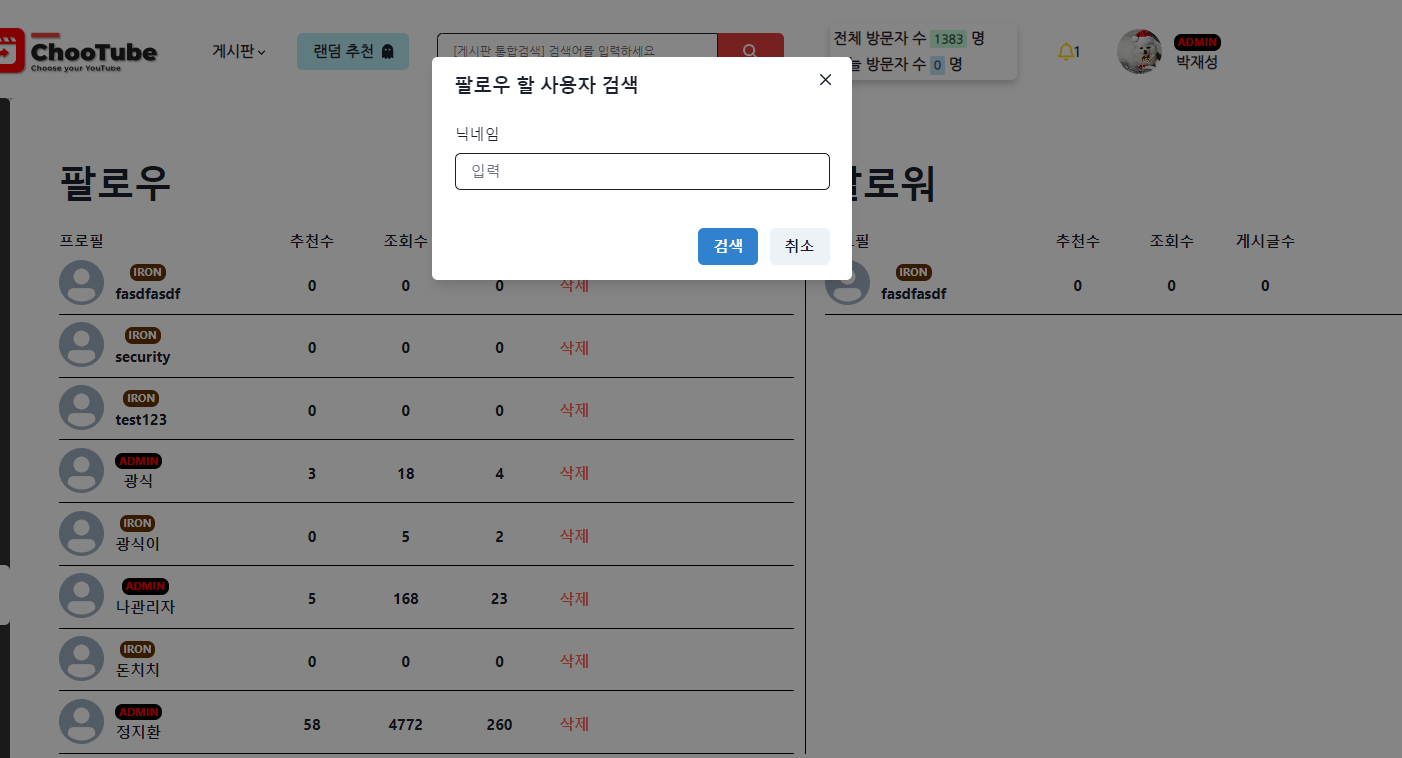 ChooTube
Choose your YouTube
게시판
랜덤 추천
[게시판 통합검색] 검색어를 입력하세요
전체 방문자 수 1383 명
방문자 수 0 명
1
ADMIN
박재성
팔로우 할 사용자 검색
닉네임
입력
검색 취소
팔로우
프로필 추천수 조회수
IRON
fasdfasdf 0 0 0 삭제
IRON
security 0 0 0 삭제
IRON
test123 0 0 0 삭제
ADMIN
광식 3 18 4 삭제
IRON
광식이 0 5 2 삭제
ADMIN
나관리자 5 168 23 삭제
IRON
돈치치 0 0 0 삭제
ADMIN
정지환 58 4772 260 삭제
팔로워
추천수 조회수 게시글수
IRON
fasdfasdf 0 0 0